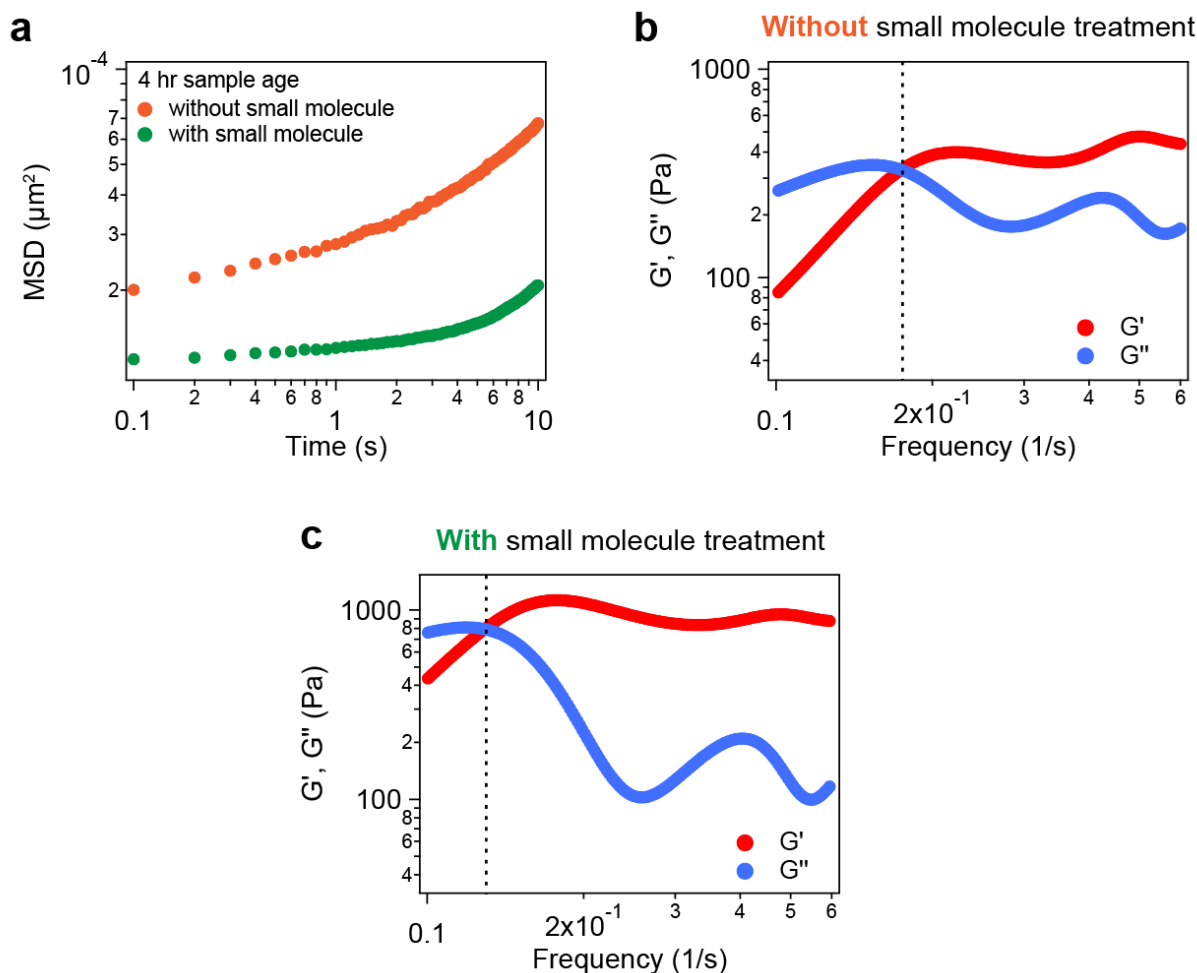 a
10⁻⁴
7
6
5
4
3
2
MSD (µm²)
4 hr sample age
without small molecule
with small molecule
0.1
2
4
6
8
1
2
4
6
8
10
Time (s)
b
Without small molecule treatment
1000
8
6
4
2
100
8
6
4
G', G'' (Pa)
G'
G''
0.1
2x10⁻¹
3
4
5
6
Frequency (1/s)
c
With small molecule treatment
1000
8
6
4
2
100
8
6
4
G', G'' (Pa)
G'
G''
0.1
2x10⁻¹
3
4
5
6
Frequency (1/s)